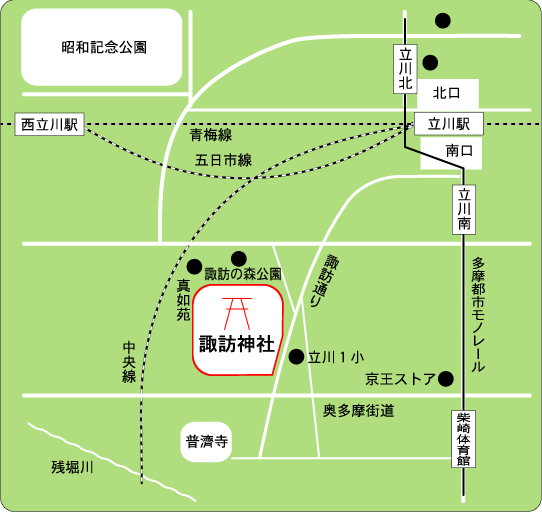 昭和記念公園
立川北
北口
西立川駅
立川駅
青梅線
南口
五日市線
立川南
諏訪通り
諏訪の森公園
真如苑
多摩都市モノレール
諏訪神社
中央線
立川1小
京王ストア
奥多摩街道
柴崎体育館
普濟寺
残堀川